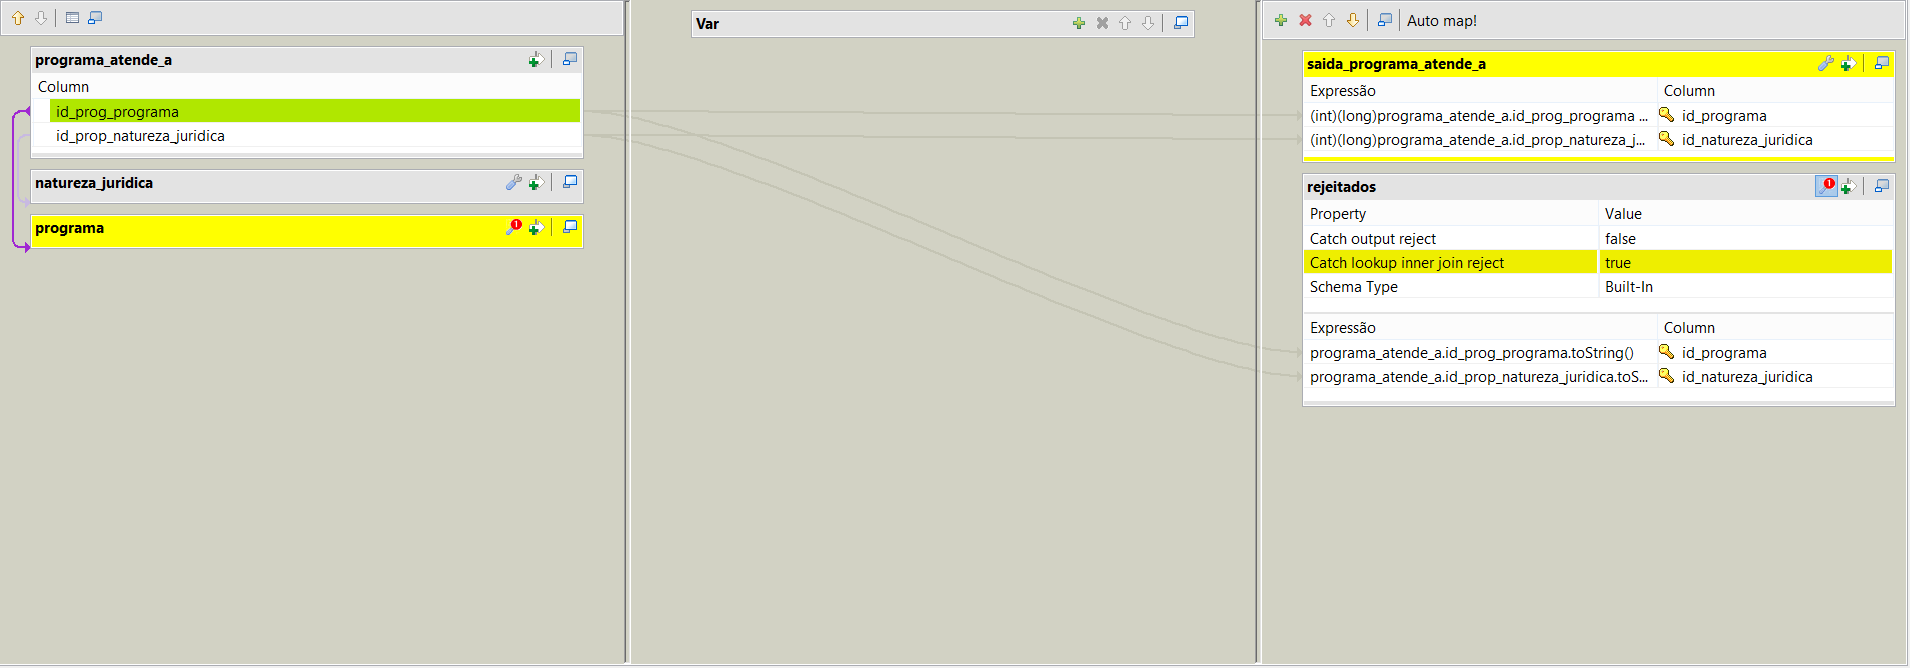 programa_atende_a
Column
id_prog_programa
id_prop_natureza_juridica
natureza_juridica
programa
1
Var
Auto map!
saida_programa_atende_a
Expressão Column
(int)(long)programa_atende_a.id_prog_programa ... id_programa
(int)(long)programa_atende_a.id_prop_natureza_j... id_natureza_juridica
rejeitados
1
Property Value
Catch output reject false
Catch lookup inner join reject true
Schema Type Built-In
Expressão Column
programa_atende_a.id_prog_programa.toString() id_programa
programa_atende_a.id_prop_natureza_juridica.toS... id_natureza_juridica